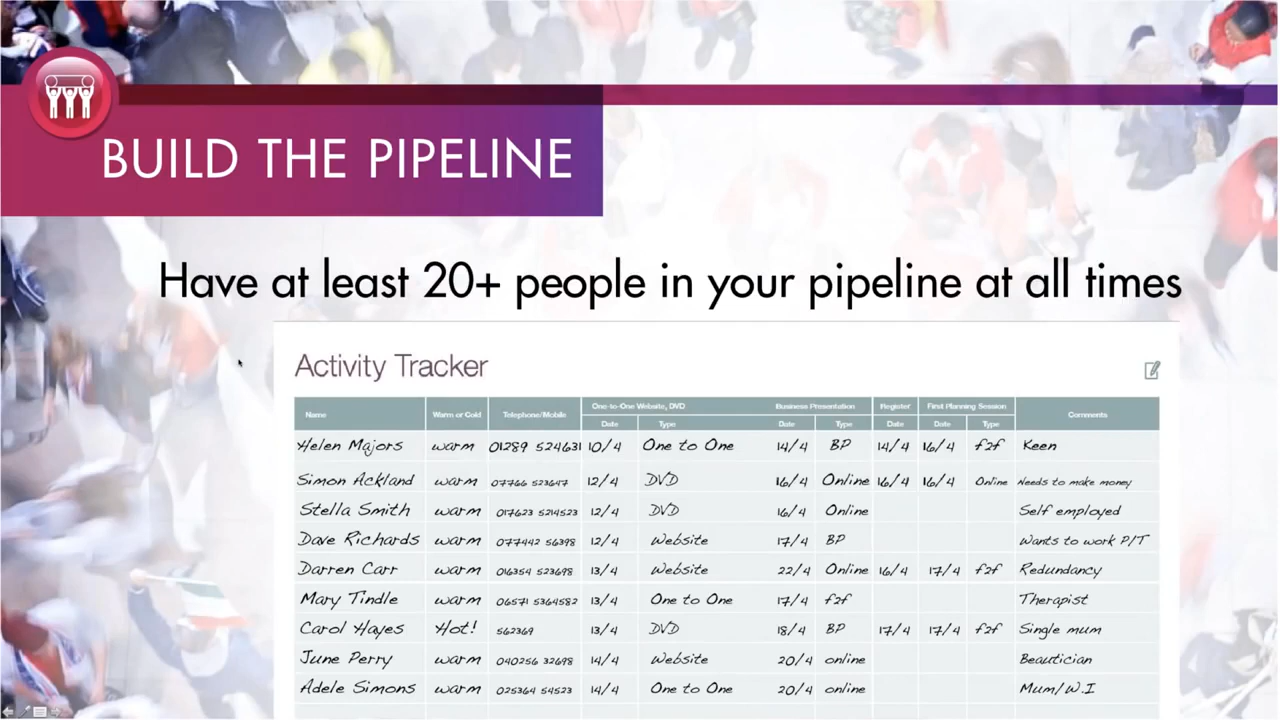 BUILD THE PIPELINE
Have at least 20+ people in your pipeline at all times
Activity Tracker
Name Warm or Cold Telephone/Mobile One-to-One Website, DVD Business Presentation Register First Planning Session Comments
Date Type Date Type Date Date Type
Helen Majors warm 01289 524631 10/4 One to One 14/4 BP 14/4 16/4 f2f Keen
Simon Ackland warm 07766 523647 12/4 DVD 16/4 Online 16/4 16/4 Online Needs to make money
Stella Smith warm 017623 5214523 12/4 DVD 16/4 Online Self employed
Dave Richards warm 077442 56398 12/4 Website 17/4 BP Wants to work P/T
Darren Carr warm 016354 523698 13/4 Website 22/4 Online 16/4 17/4 f2f Redundancy
Mary Tindle warm 06571 5364582 13/4 One to One 17/4 f2f Therapist
Carol Hayes Hot! 562369 13/4 DVD 18/4 BP 17/4 17/4 f2f Single mum
June Perry warm 040256 32698 14/4 Website 20/4 online Beautician
Adele Simons warm 025364 54523 14/4 One to One 20/4 online Mum/W.I